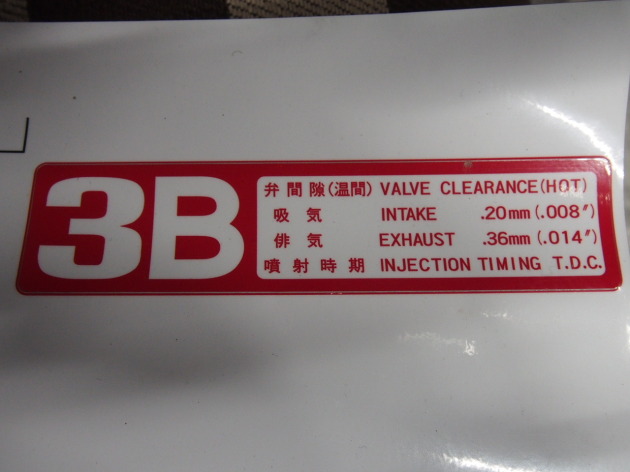 3B
弁間隙(温間) VALVE CLEARANCE(HOT)
吸気 INTAKE .20mm (.008″)
俳気 EXHAUST .36mm (.014″)
噴射時期 INJECTION TIMING T.D.C.